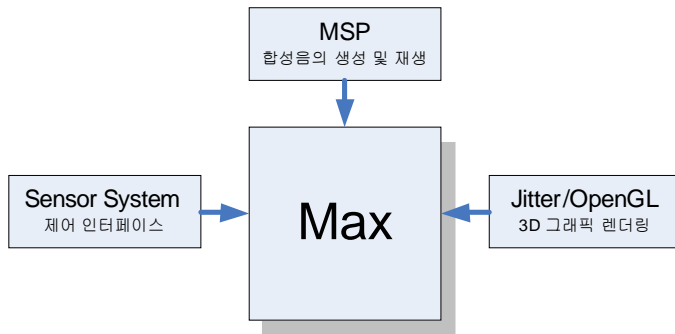 MSP
합성음의 생성 및 재생
Sensor System
제어 인터페이스
Max
Jitter/OpenGL
3D 그래픽 렌더링